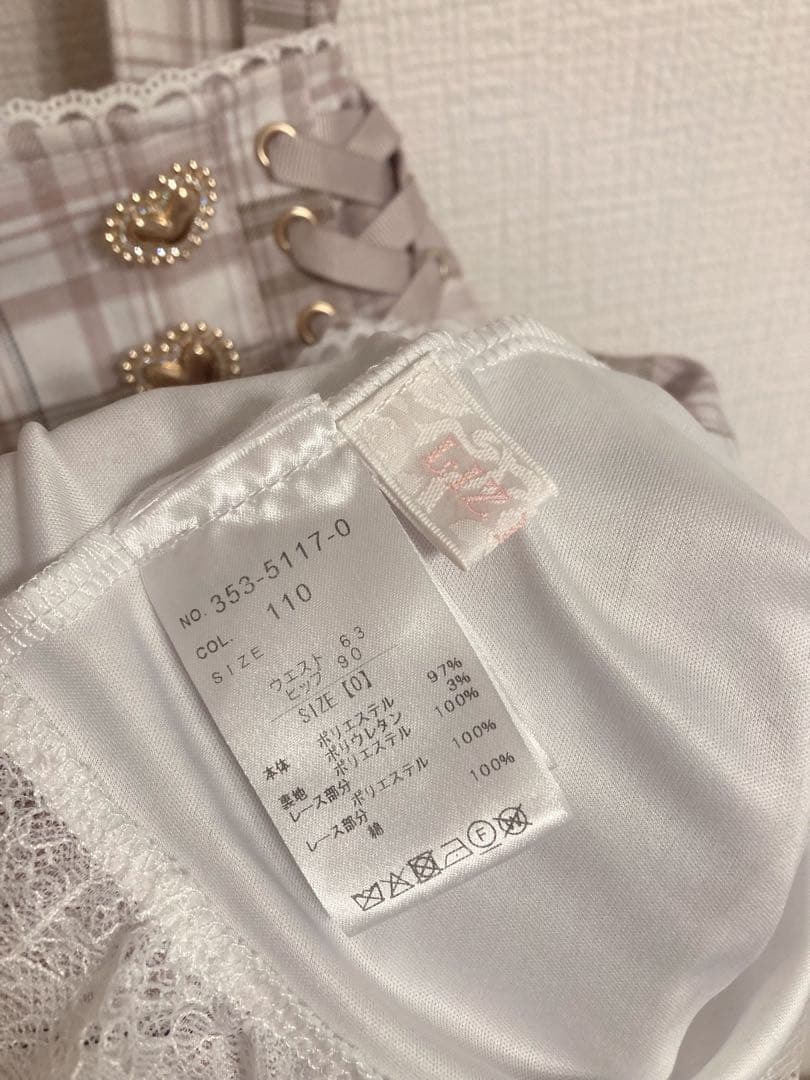 LIZ
NO. 353-5117-0
COL. 110
SIZE
ウエスト 63
ヒップ 90
SIZE【0】
本体 ポリエステル 97%
ポリウレタン 3%
裏地 ポリエステル 100%
レース部分 ポリエステル 100%
レース部分 綿 100%
F